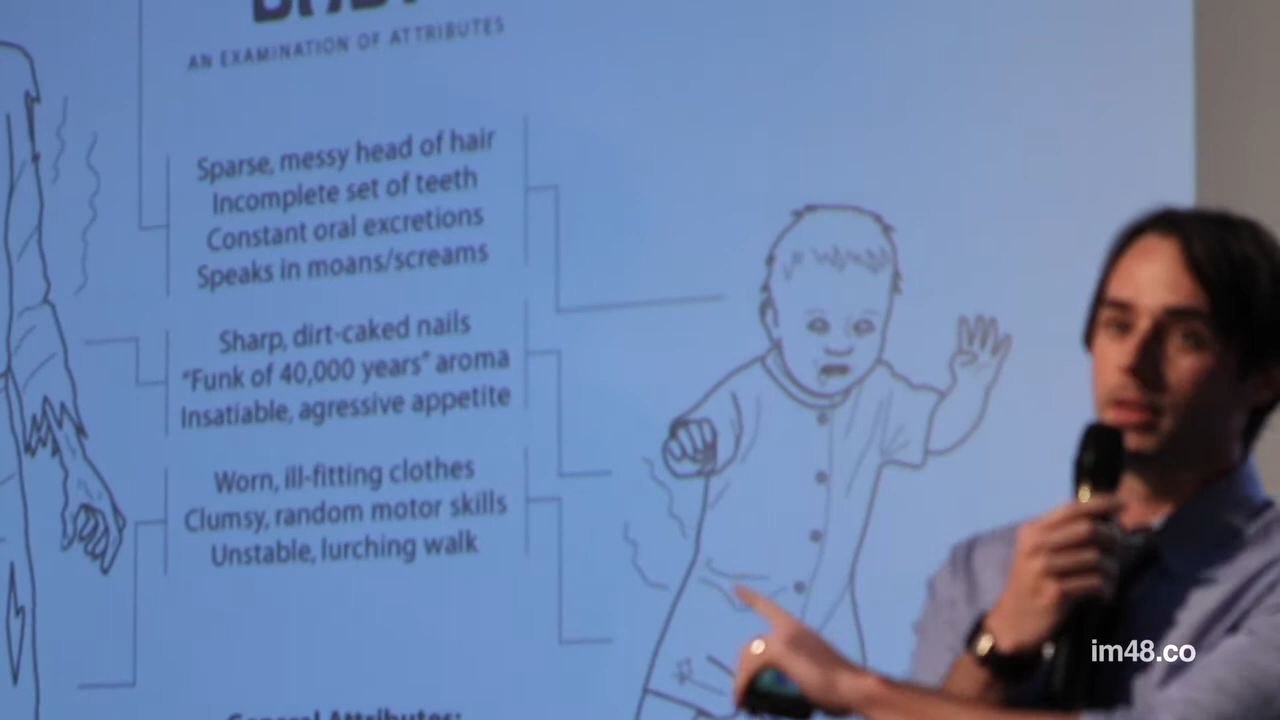 AN EXAMINATION OF ATTRIBUTES
Sparse, messy head of hair
Incomplete set of teeth
Constant oral excretions
Speaks in moans/screams
Sharp, dirt-caked nails
"Funk of 40,000 years" aroma
Insatiable, agressive appetite
Worn, ill-fitting clothes
Clumsy, random motor skills
Unstable, lurching walk
General Attributes:
im48.co